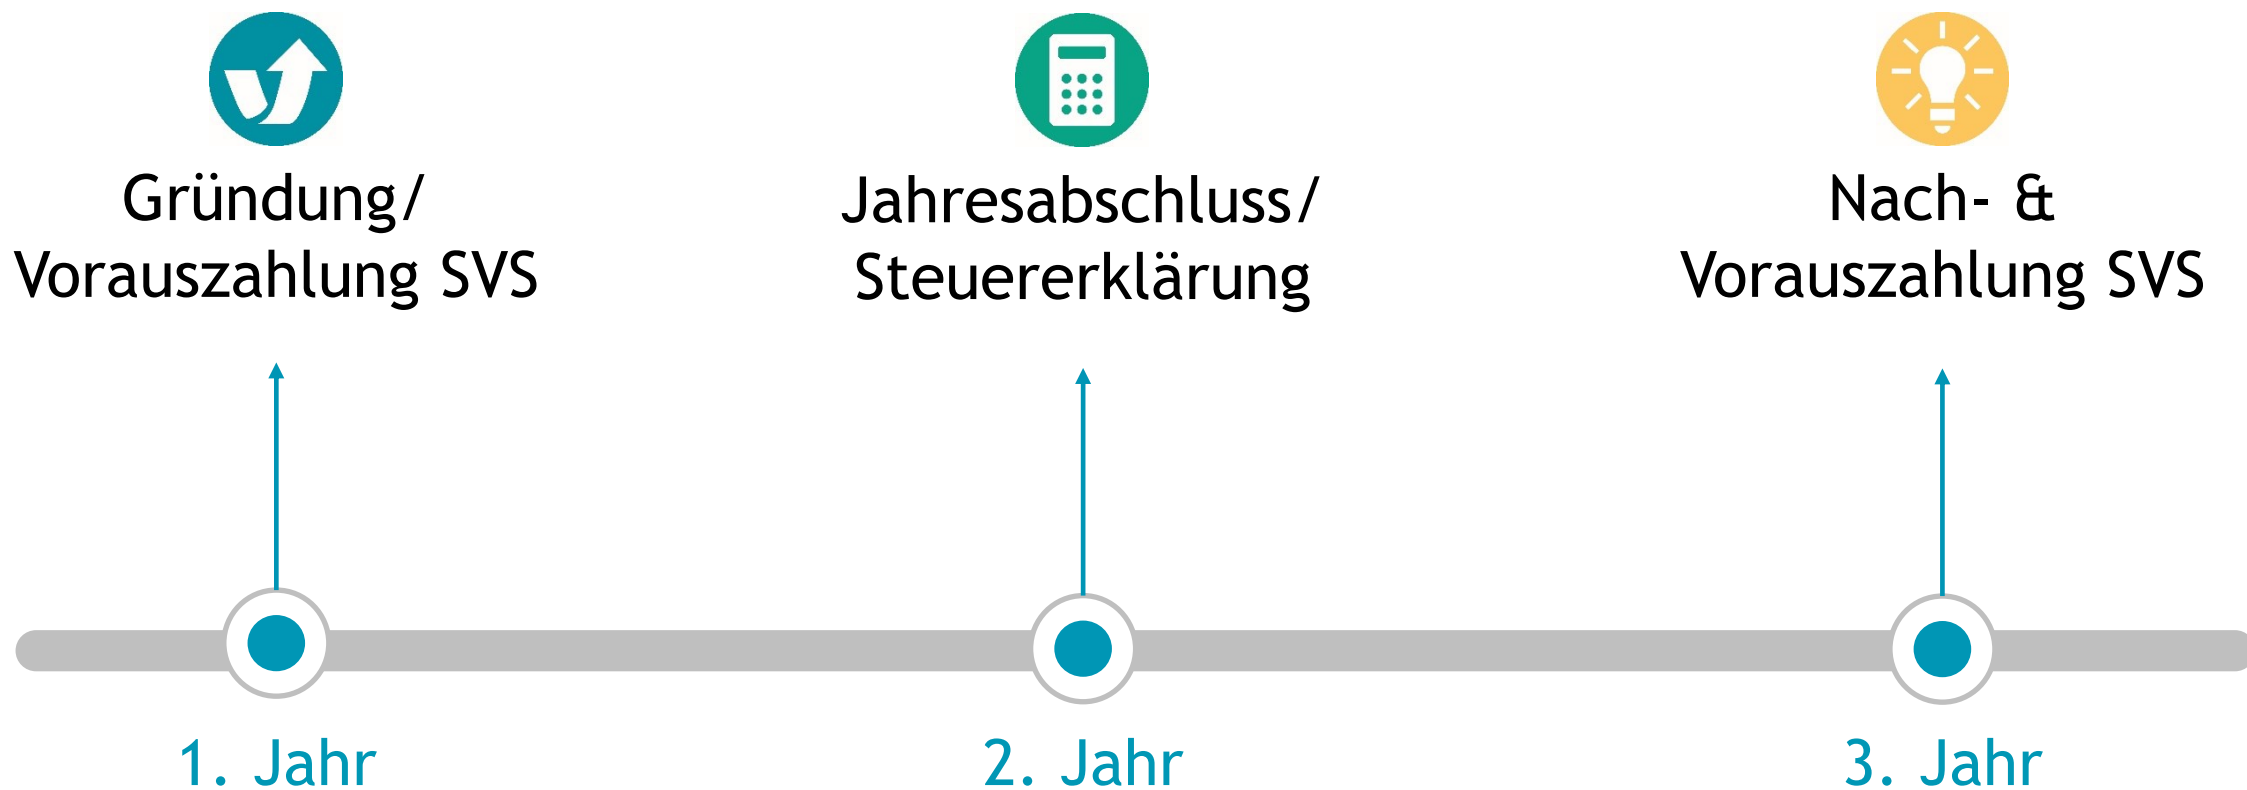 Gründung/
Vorauszahlung SVS
Jahresabschluss/
Steuererklärung
Nach- &
Vorauszahlung SVS
1. Jahr
2. Jahr
3. Jahr